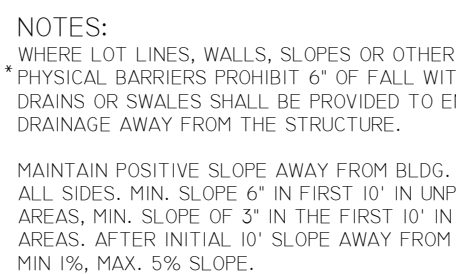 NOTES:
WHERE LOT LINES, WALLS, SLOPES OR OTHER
* PHYSICAL BARRIERS PROHIBIT 6" OF FALL WIT
DRAINS OR SWALES SHALL BE PROVIDED TO EN
DRAINAGE AWAY FROM THE STRUCTURE.
MAINTAIN POSITIVE SLOPE AWAY FROM BLDG.
ALL SIDES. MIN. SLOPE 6" IN FIRST 10' IN UNP
AREAS, MIN. SLOPE OF 3" IN THE FIRST 10' IN
AREAS. AFTER INITIAL 10' SLOPE AWAY FROM
MIN 1%, MAX. 5% SLOPE.